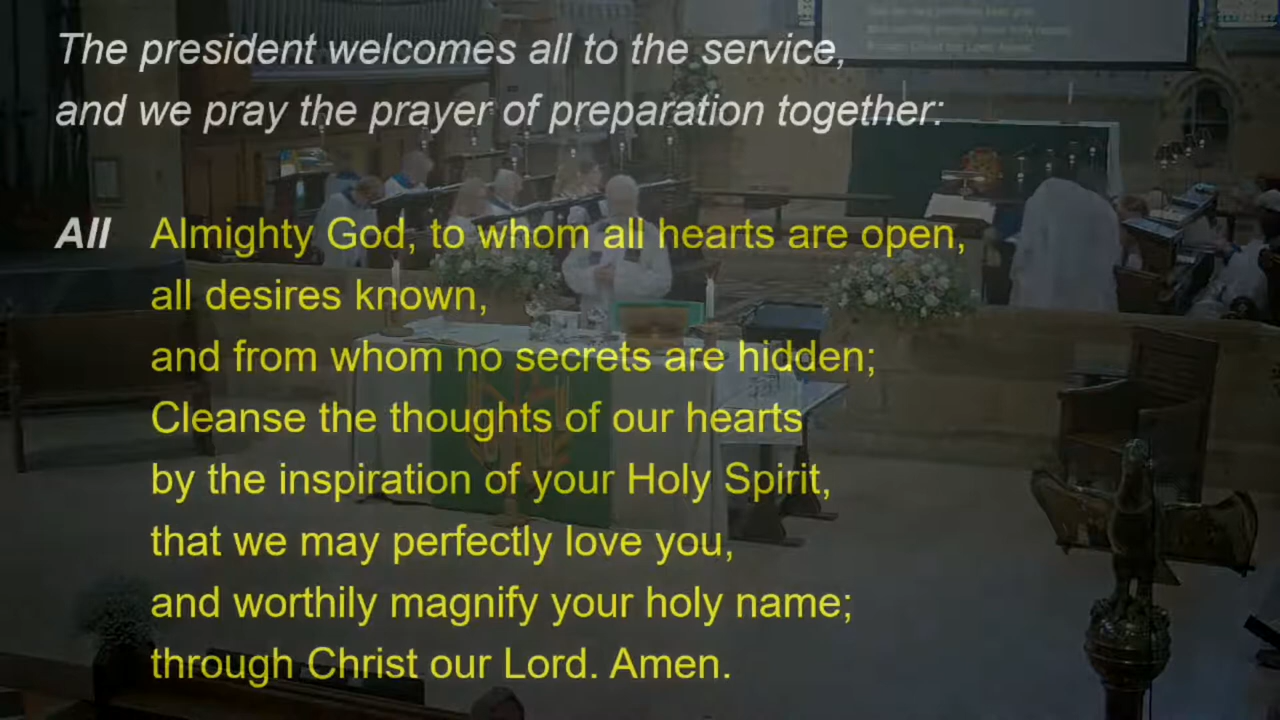 The president welcomes all to the service,
and we pray the prayer of preparation together:
All Almighty God, to whom all hearts are open,
all desires known,
and from whom no secrets are hidden;
Cleanse the thoughts of our hearts
by the inspiration of your Holy Spirit,
that we may perfectly love you,
and worthily magnify your holy name;
through Christ our Lord. Amen.